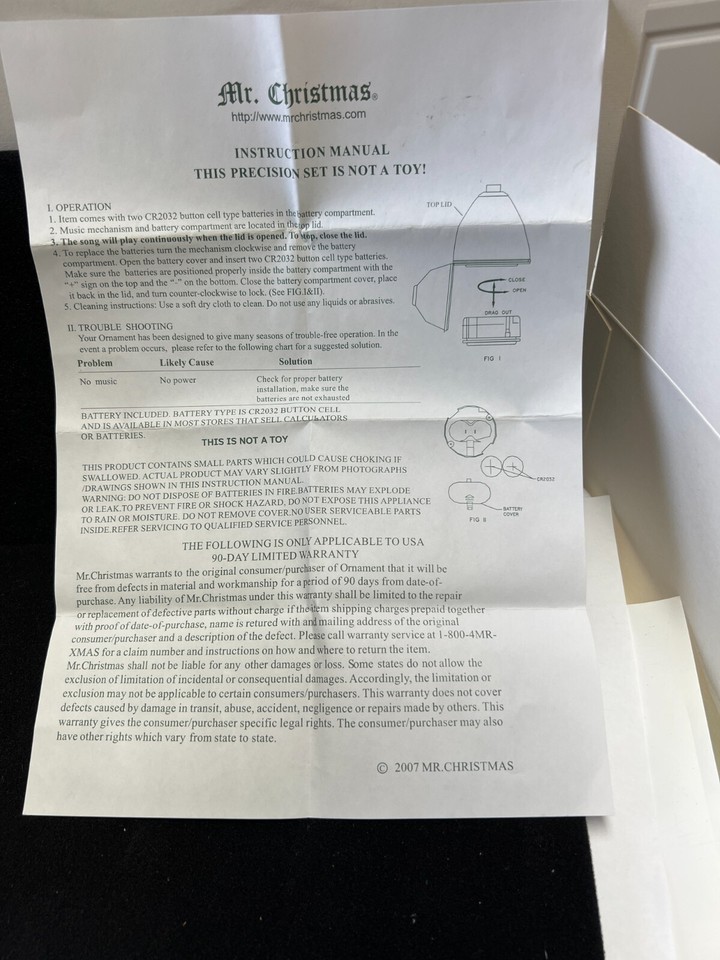 Mr. Christmas®
http://www.mrchristmas.com
INSTRUCTION MANUAL
THIS PRECISION SET IS NOT A TOY!
I. OPERATION
1. Item comes with two CR2032 button cell type batteries in the battery compartment.
2. Music mechanism and battery compartment are located in the top lid.
3. The song will play continuously when the lid is opened. To stop, close the lid.
4. To replace the batteries turn the mechanism clockwise and remove the battery
compartment. Open the battery cover and insert two CR2032 button cell type batteries.
Make sure the batteries are positioned properly inside the battery compartment with the
"+" sign on the top and the "-" on the bottom. Close the battery compartment cover, place
it back in the lid, and turn counter-clockwise to lock. (See FIG.I&II).
5. Cleaning instructions: Use a soft dry cloth to clean. Do not use any liquids or abrasives.
TOP LID
CLOSE
OPEN
DRAG OUT
FIG I
II. TROUBLE SHOOTING
Your Ornament has been designed to give many seasons of trouble-free operation. In the
event a problem occurs, please refer to the following chart for a suggested solution.
Problem Likely Cause Solution
No music No power Check for proper battery
installation, make sure the
batteries are not exhausted
BATTERY INCLUDED. BATTERY TYPE IS CR2032 BUTTON CELL
AND IS AVAILABLE IN MOST STORES THAT SELL CALCULATORS
OR BATTERIES.
THIS IS NOT A TOY
CR2032
BATTERY
COVER
FIG II
THIS PRODUCT CONTAINS SMALL PARTS WHICH COULD CAUSE CHOKING IF
SWALLOWED. ACTUAL PRODUCT MAY VARY SLIGHTLY FROM PHOTOGRAPHS
/DRAWINGS SHOWN IN THIS INSTRUCTION MANUAL.
WARNING: DO NOT DISPOSE OF BATTERIES IN FIRE.BATTERIES MAY EXPLODE
OR LEAK.TO PREVENT FIRE OR SHOCK HAZARD, DO NOT EXPOSE THIS APPLIANCE
TO RAIN OR MOISTURE. DO NOT REMOVE COVER.NO USER SERVICEABLE PARTS
INSIDE.REFER SERVICING TO QUALIFIED SERVICE PERSONNEL.
THE FOLLOWING IS ONLY APPLICABLE TO USA
90-DAY LIMITED WARRANTY
Mr.Christmas warrants to the original consumer/purchaser of Ornament that it will be
free from defects in material and workmanship for a period of 90 days from date-of-
purchase. Any liability of Mr.Christmas under this warranty shall be limited to the repair
or replacement of defective parts without charge if the item shipping charges prepaid together
with proof of date-of-purchase, name is retured with and mailing address of the original
consumer/purchaser and a description of the defect. Please call warranty service at 1-800-4MR-
XMAS for a claim number and instructions on how and where to return the item.
Mr.Christmas shall not be liable for any other damages or loss. Some states do not allow the
exclusion of limitation of incidental or consequential damages. Accordingly, the limitation or
exclusion may not be applicable to certain consumers/purchasers. This warranty does not cover
defects caused by damage in transit, abuse, accident, negligence or repairs made by others. This
warranty gives the consumer/purchaser specific legal rights. The consumer/purchaser may also
have other rights which vary from state to state.
© 2007 MR.CHRISTMAS